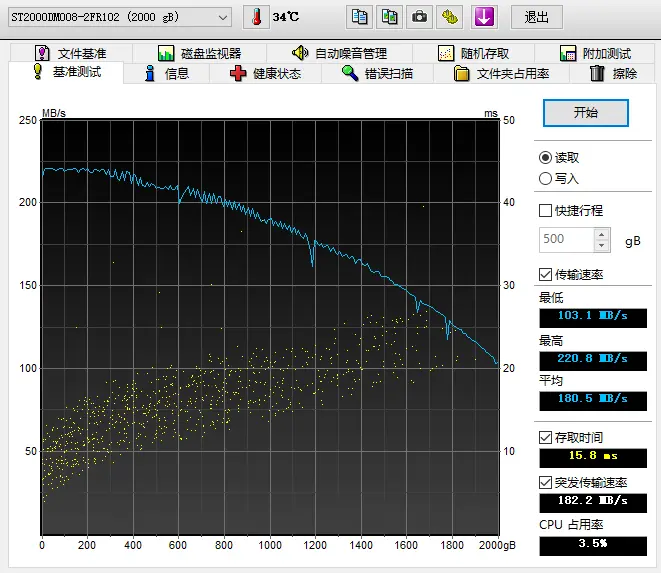 ST2000DM008-2FR102 (2000 gB)
34℃
退出
文件基准
磁盘监视器
自动噪音管理
随机存取
附加测试
基准测试
信息
健康状态
错误扫描
文件夹占用率
擦除
MB/s
ms
250
200
150
100
50
50
40
30
20
10
0
200
400
600
800
1000
1200
1400
1600
1800
2000gB
开始
读取
写入
快捷行程
500
gB
传输速率
最低
103.1 MB/s
最高
220.8 MB/s
平均
180.5 MB/s
存取时间
15.8 ms
突发传输速率
182.2 MB/s
CPU 占用率
3.5%